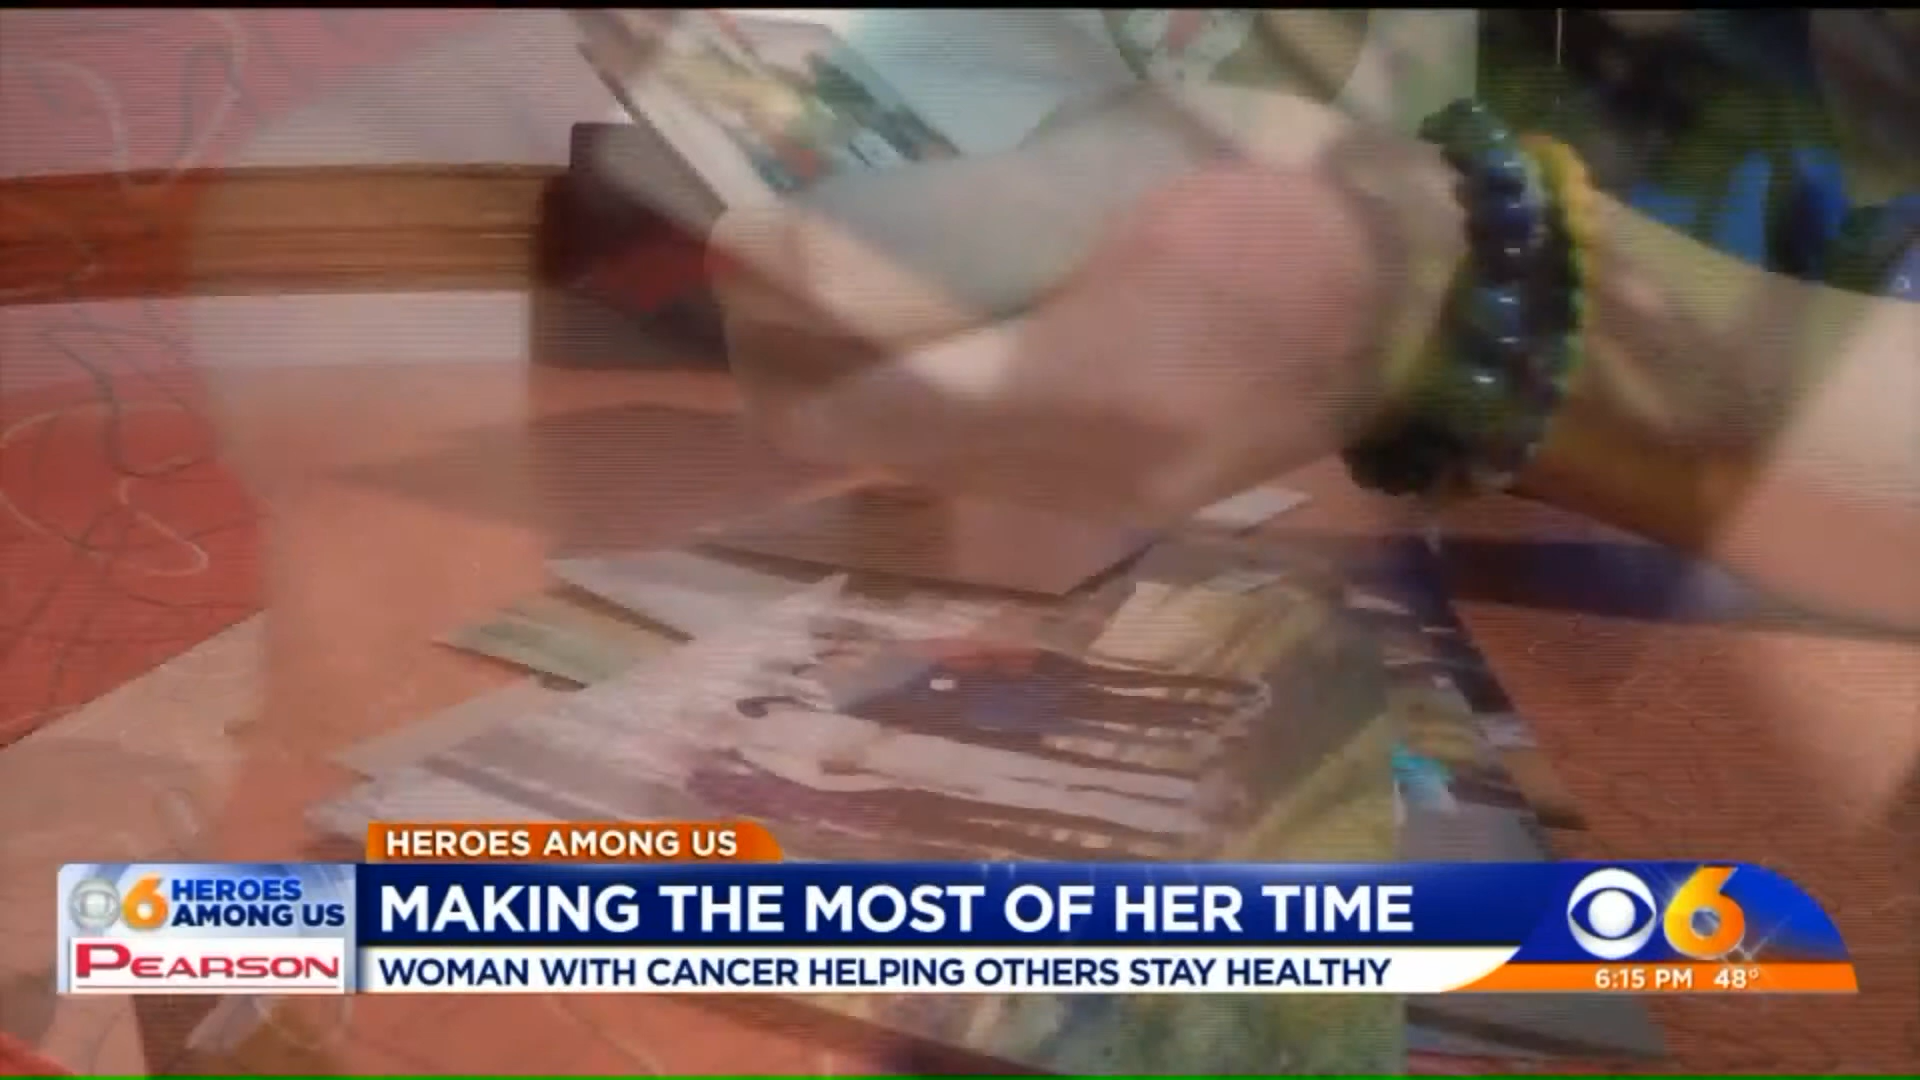 HEROES AMONG US
6 HEROES
AMONG US
PEARSON
MAKING THE MOST OF HER TIME
WOMAN WITH CANCER HELPING OTHERS STAY HEALTHY
6
6:15 PM 48°